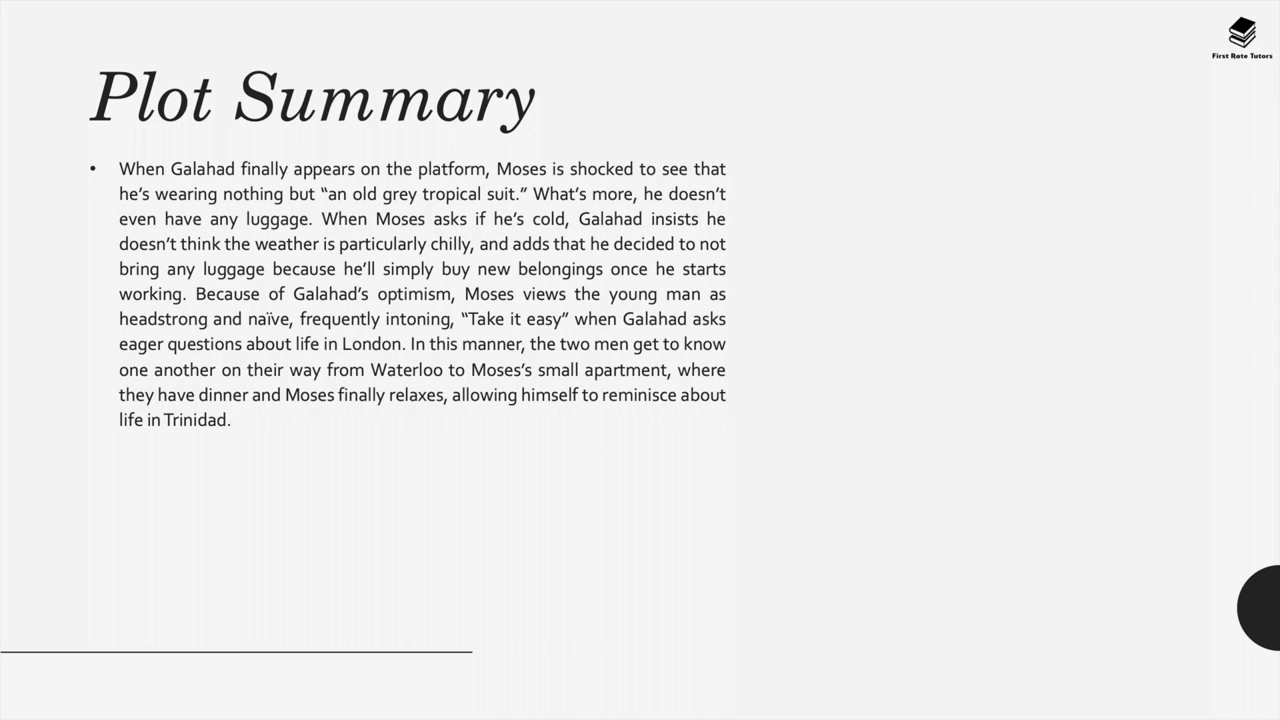 First Rate Tutors
Plot Summary
• When Galahad finally appears on the platform, Moses is shocked to see that
he’s wearing nothing but “an old grey tropical suit.” What’s more, he doesn’t
even have any luggage. When Moses asks if he’s cold, Galahad insists he
doesn’t think the weather is particularly chilly, and adds that he decided to not
bring any luggage because he’ll simply buy new belongings once he starts
working. Because of Galahad’s optimism, Moses views the young man as
headstrong and naïve, frequently intoning, “Take it easy” when Galahad asks
eager questions about life in London. In this manner, the two men get to know
one another on their way from Waterloo to Moses’s small apartment, where
they have dinner and Moses finally relaxes, allowing himself to reminisce about
life in Trinidad.